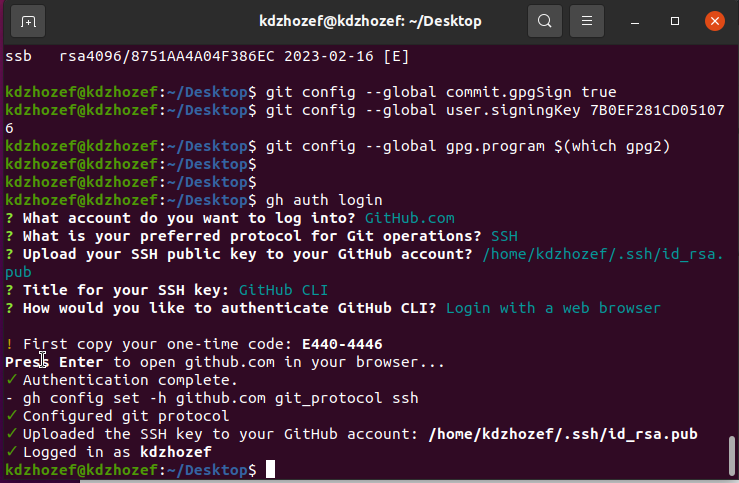 kdzhozef@kdzhozef: ~/Desktop
ssb   rsa4096/8751AA4A04F386EC 2023-02-16 [E]
kdzhozef@kdzhozef:~/Desktop$ git config --global commit.gpgSign true
kdzhozef@kdzhozef:~/Desktop$ git config --global user.signingKey 7B0EF281CD05107
6
kdzhozef@kdzhozef:~/Desktop$ git config --global gpg.program $(which gpg2)
kdzhozef@kdzhozef:~/Desktop$
kdzhozef@kdzhozef:~/Desktop$
kdzhozef@kdzhozef:~/Desktop$ gh auth login
? What account do you want to log into? GitHub.com
? What is your preferred protocol for Git operations? SSH
? Upload your SSH public key to your GitHub account? /home/kdzhozef/.ssh/id_rsa.
pub
? Title for your SSH key: GitHub CLI
? How would you like to authenticate GitHub CLI? Login with a web browser
! First copy your one-time code: E440-4446
Press Enter to open github.com in your browser...
✓ Authentication complete.
- gh config set -h github.com git_protocol ssh
✓ Configured git protocol
✓ Uploaded the SSH key to your GitHub account: /home/kdzhozef/.ssh/id_rsa.pub
✓ Logged in as kdzhozef
kdzhozef@kdzhozef:~/Desktop$